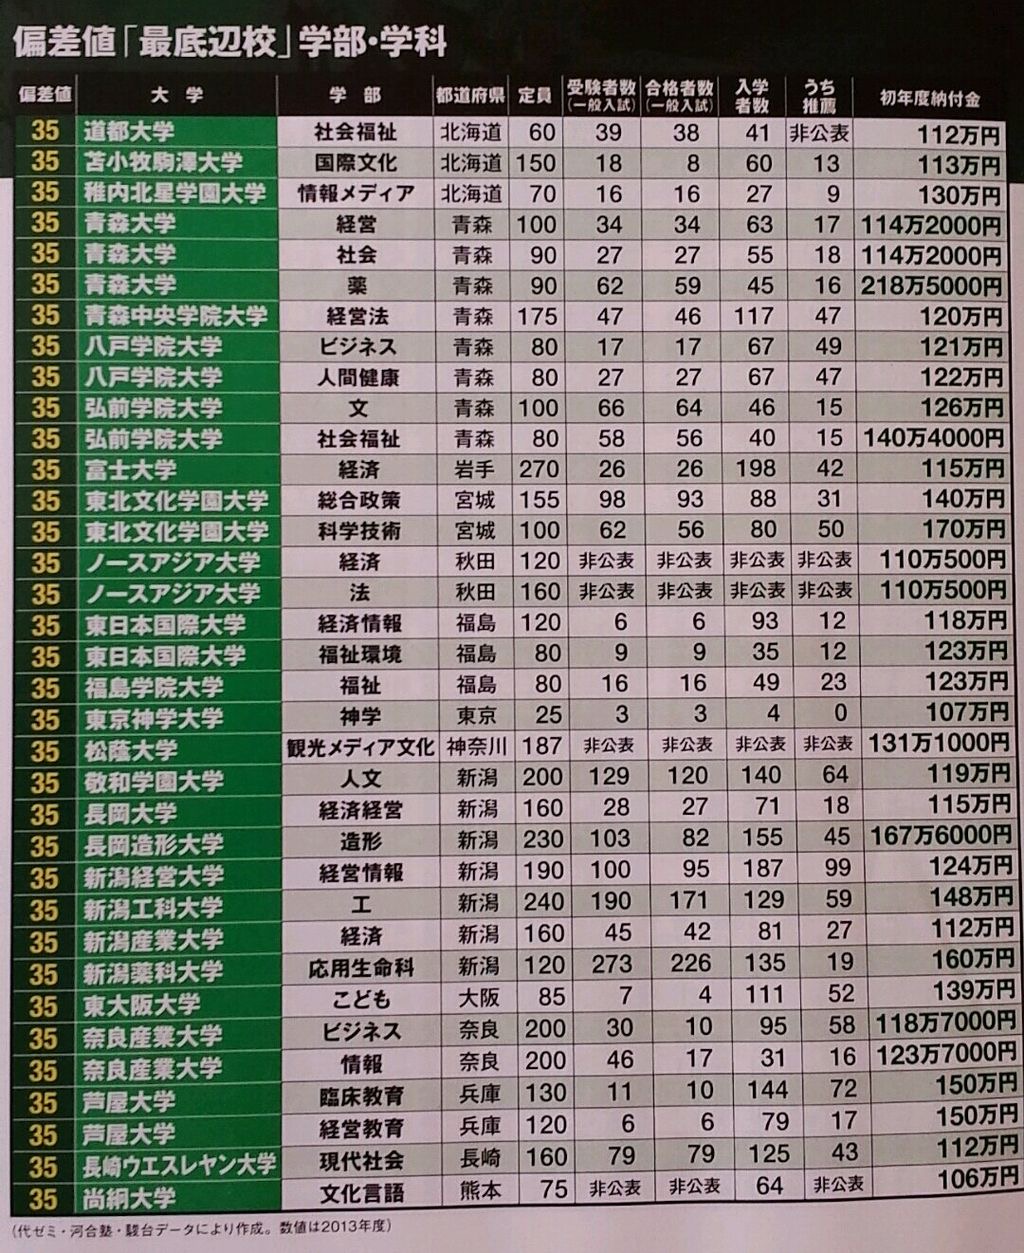 偏差値「最底辺校」学部・学科
偏差値 大学 学部 都道府県 定員 受験者数(一般入試) 合格者数(一般入試) 入学者数 うち推薦 初年度納付金
35 道都大学 社会福祉 北海道 60 39 38 41 非公表 112万円
35 苫小牧駒澤大学 国際文化 北海道 150 18 8 60 13 113万円
35 稚内北星学園大学 情報メディア 北海道 70 16 16 27 9 130万円
35 青森大学 経営 青森 100 34 34 63 17 114万2000円
35 青森大学 社会 青森 90 27 27 55 18 114万2000円
35 青森大学 薬 青森 90 62 59 45 16 218万5000円
35 青森中央学院大学 経営法 青森 175 47 46 117 47 120万円
35 八戸学院大学 ビジネス 青森 80 17 17 67 49 121万円
35 八戸学院大学 人間健康 青森 80 27 27 67 47 122万円
35 弘前学院大学 文 青森 100 66 64 46 15 126万円
35 弘前学院大学 社会福祉 青森 80 58 56 40 15 140万4000円
35 富士大学 経済 岩手 270 26 26 198 42 115万円
35 東北文化学園大学 総合政策 宮城 155 98 93 88 31 140万円
35 東北文化学園大学 科学技術 宮城 100 62 56 80 50 170万円
35 ノースアジア大学 経済 秋田 120 非公表 非公表 非公表 非公表 110万500円
35 ノースアジア大学 法 秋田 160 非公表 非公表 非公表 非公表 110万500円
35 東日本国際大学 経済情報 福島 120 6 6 93 12 118万円
35 東日本国際大学 福祉環境 福島 80 9 9 35 12 123万円
35 福島学院大学 福祉 福島 80 16 16 49 23 123万円
35 東京神学大学 神学 東京 25 3 3 4 0 107万円
35 松蔭大学 観光メディア文化 神奈川 187 非公表 非公表 非公表 非公表 131万1000円
35 敬和学園大学 人文 新潟 200 129 120 140 64 119万円
35 長岡大学 経済経営 新潟 160 28 27 71 18 115万円
35 長岡造形大学 造形 新潟 230 103 82 155 45 167万6000円
35 新潟経営大学 経営情報 新潟 190 100 95 187 99 124万円
35 新潟工科大学 工 新潟 240 190 171 129 59 148万円
35 新潟産業大学 経済 新潟 160 45 42 81 27 112万円
35 新潟薬科大学 応用生命科 新潟 120 273 226 135 19 160万円
35 東大阪大学 こども 大阪 85 7 4 111 52 139万円
35 奈良産業大学 ビジネス 奈良 200 30 10 95 58 118万7000円
35 奈良産業大学 情報 奈良 200 46 17 31 16 123万7000円
35 芦屋大学 臨床教育 兵庫 130 11 10 144 72 150万円
35 芦屋大学 経営教育 兵庫 120 6 6 79 17 150万円
35 長崎ウエスレヤン大学 現代社会 長崎 160 79 79 125 43 112万円
35 尚絅大学 文化言語 熊本 75 非公表 非公表 64 非公表 106万円
(代ゼミ・河合塾・駿台データにより作成。数値は2013年度)